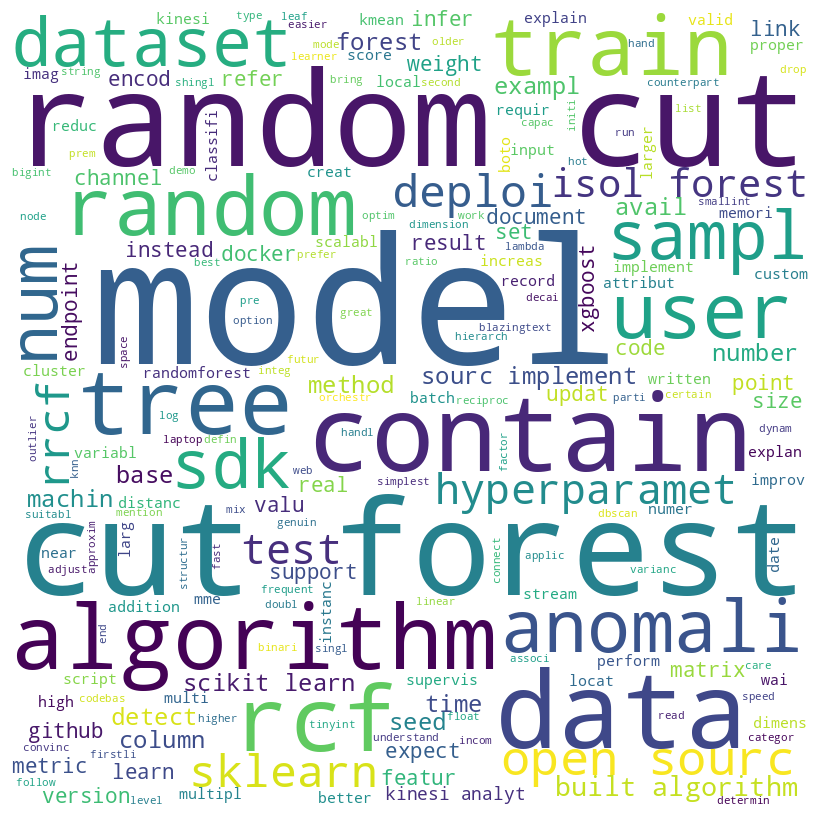 kinesi type leaf kmean infer explain valid link
dataset easier forest older train
mode hand proper
imag string encod learner score weight exampl counterpart drop
shingl refer bring local second
random cut
reduc classifi requir boto initi list
prem capac input run larger hot
bigint channel demo creat isol forest
random deploi document avail smallint memori
node optim dimension work set
instead docker scalabl result lambda sampl
num best prefer ratio increas implement custom
endpoint model record decai xgboost attribut user
pre great option blazingtext hierarch code number
space futur
cluster randomforest integ sourc implement written point
tree orchestr method batch reciproc updat parti certain size
outlier rrcf log contain dynam
knn variabl laptop defin handl factor explan
sdk web
base real simplest hyperparamet improv
machin distanc valu mix genuin numer
suitabl mention dbscan
cut forest
near approxim larg structur fast test connect applic varianc date
adjust support
mme frequent stream
addition doubl instanc linear anomali
algorithm end binari singl associ perform care
script scikit learn supervis locat matrix wai
high codebas multi rcf time data speed
github higher seed float read dimens
convinc detect tinyint understand incom categor
column firstli expect
metric learn sklearn featur open sourc
follow
version level multipl better kinesi analyt built algorithm
determin